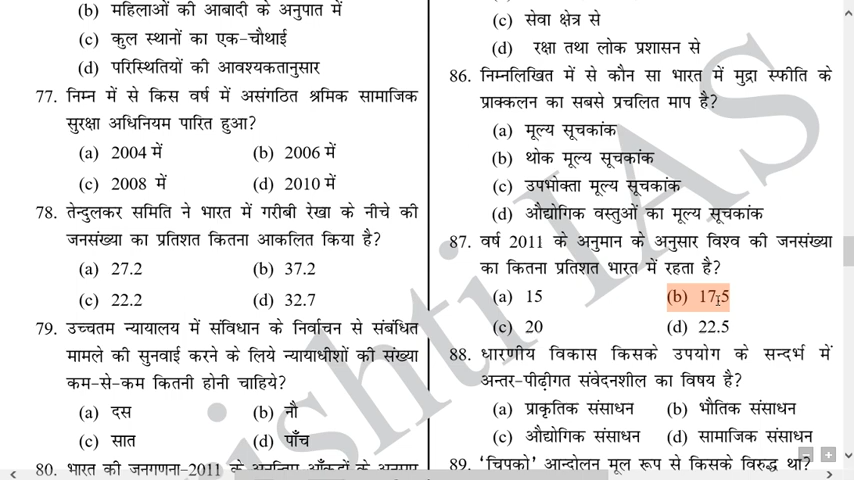 (b) महिलाओं की आबादी के अनुपात में
(c) कुल स्थानों का एक-चौथाई
(d) परिस्थितियों की आवश्यकतानुसार
77. निम्न में से किस वर्ष में असंगठित श्रमिक सामाजिक
सुरक्षा अधिनियम पारित हुआ?
(a) 2004 में (b) 2006 में
(c) 2008 में (d) 2010 में
78. तेन्दुलकर समिति ने भारत में गरीबी रेखा के नीचे की
जनसंख्या का प्रतिशत कितना आकलित किया है?
(a) 27.2 (b) 37.2
(c) 22.2 (d) 32.7
79. उच्चतम न्यायालय में संविधान के निर्वाचन से संबंधित
मामले की सुनवाई करने के लिये न्यायाधीशों की संख्या
कम-से-कम कितनी होनी चाहिये?
(a) दस (b) नौ
(c) सात (d) पाँच
80. भारत की जनगणना-2011 के अनन्तिम आँकड़ों के अनुसार
(c) सेवा क्षेत्र से
(d) रक्षा तथा लोक प्रशासन से
86. निम्नलिखित में से कौन सा भारत में मुद्रा स्फीति के
प्राक्कलन का सबसे प्रचलित माप है?
(a) मूल्य सूचकांक
(b) थोक मूल्य सूचकांक
(c) उपभोक्ता मूल्य सूचकांक
(d) औद्योगिक वस्तुओं का मूल्य सूचकांक
87. वर्ष 2011 के अनुमान के अनुसार विश्व की जनसंख्या
का कितना प्रतिशत भारत में रहता है?
(a) 15 (b) 17.5
(c) 20 (d) 22.5
88. धारणीय विकास किसके उपयोग के सन्दर्भ में
अन्तर-पीढ़ीगत संवेदनशील का विषय है?
(a) प्राकृतिक संसाधन (b) भौतिक संसाधन
(c) औद्योगिक संसाधन (d) सामाजिक संसाधन
89. ‘चिपको’ आन्दोलन मूल रूप से किसके विरुद्ध था?
rishti IAS